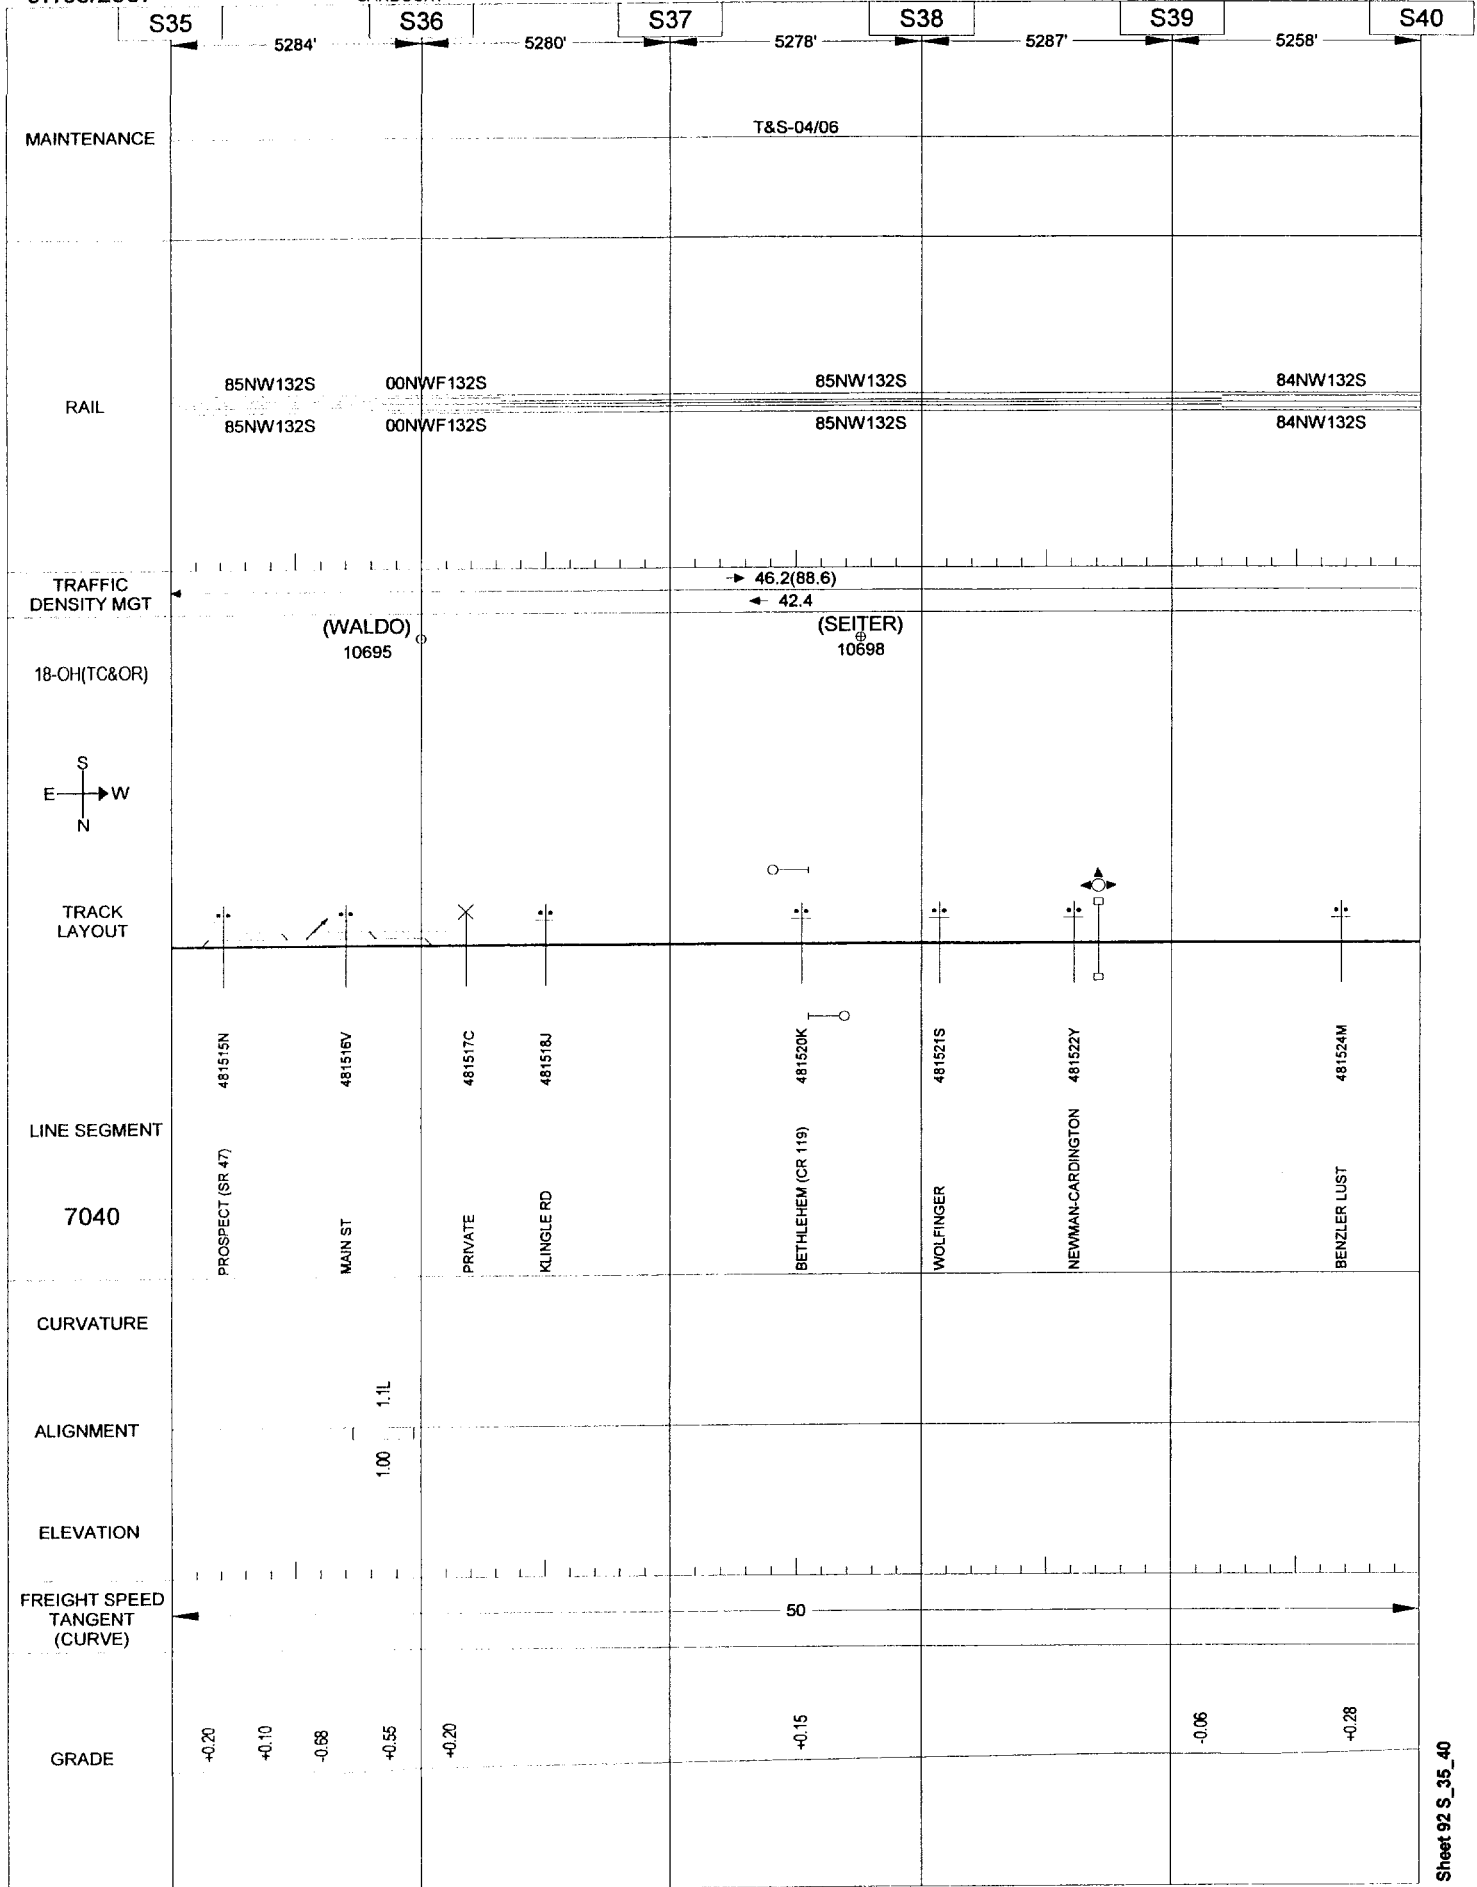 S35 S36 S37 S38 S39 S40
5284' 5280' 5278' 5287' 5258'
MAINTENANCE
T&S-04/06
85NW132S 00NWF132S 85NW132S 84NW132S
RAIL
85NW132S 00NWF132S 85NW132S 84NW132S
TRAFFIC
DENSITY MGT
46.2(88.6)
42.4
(WALDO)
10695
(SEITER)
10698
18-OH(TC&OR)
S
E W
N
TRACK
LAYOUT
481515N
481516V
481517C
481518J
481520K
481521S
481522Y
481524M
LINE SEGMENT
7040
PROSPECT (SR 47)
MAIN ST
PRIVATE
KLINGLE RD
BETHLEHEM (CR 119)
WOLFINGER
NEWMAN-CARDINGTON
BENZLER LUST
CURVATURE
1.1L
ALIGNMENT
1.00
ELEVATION
FREIGHT SPEED
TANGENT
(CURVE)
50
GRADE
+0.20
+0.10
-0.68
+0.55
+0.20
+0.15
-0.06
+0.28
Sheet 92 S_35_40